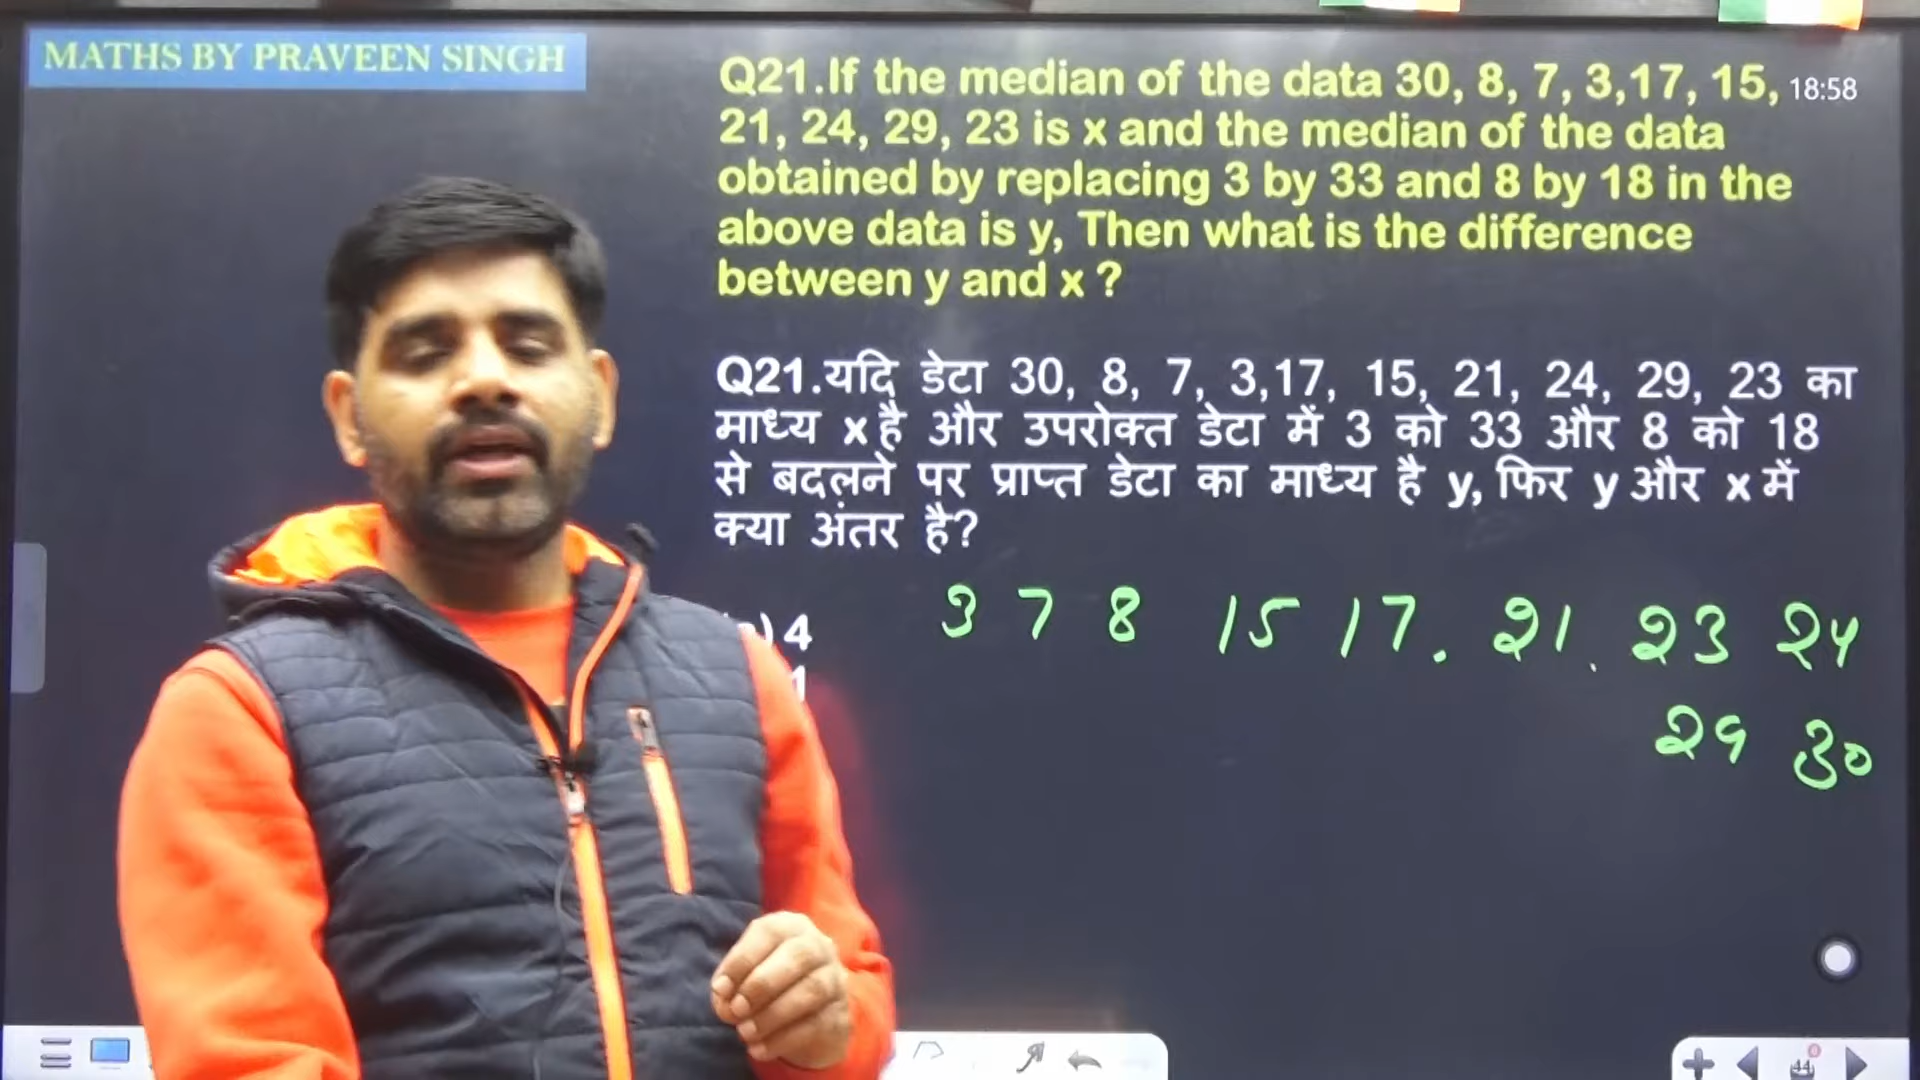 MATHS BY PRAVEEN SINGH
Q21.If the median of the data 30, 8, 7, 3,17, 15, 18:58
21, 24, 29, 23 is x and the median of the data
obtained by replacing 3 by 33 and 8 by 18 in the
above data is y, Then what is the difference
between y and x ?
Q21.यदि डेटा 30, 8, 7, 3,17, 15, 21, 24, 29, 23 का
माध्य x है और उपरोक्त डेटा में 3 को 33 और 8 को 18
से बदलने पर प्राप्त डेटा का माध्य है y, फिर y और x में
क्या अंतर है?
) 4
3 7 8 15 17. 21. 23 24
29 30
44